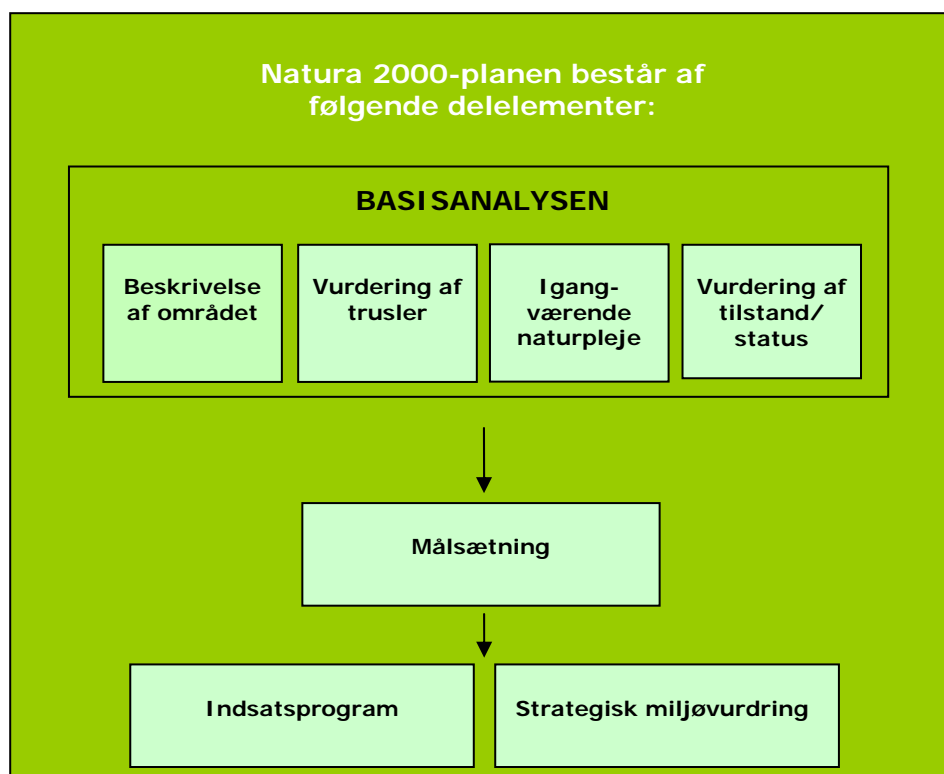 Natura 2000-planen består af
følgende delelementer:
BASISANALYSEN
Beskrivelse
af området
Vurdering af
trusler
Igang-
værende
naturpleje
Vurdering af
tilstand/
status
Målsætning
Indsatsprogram
Strategisk miljøvurdring